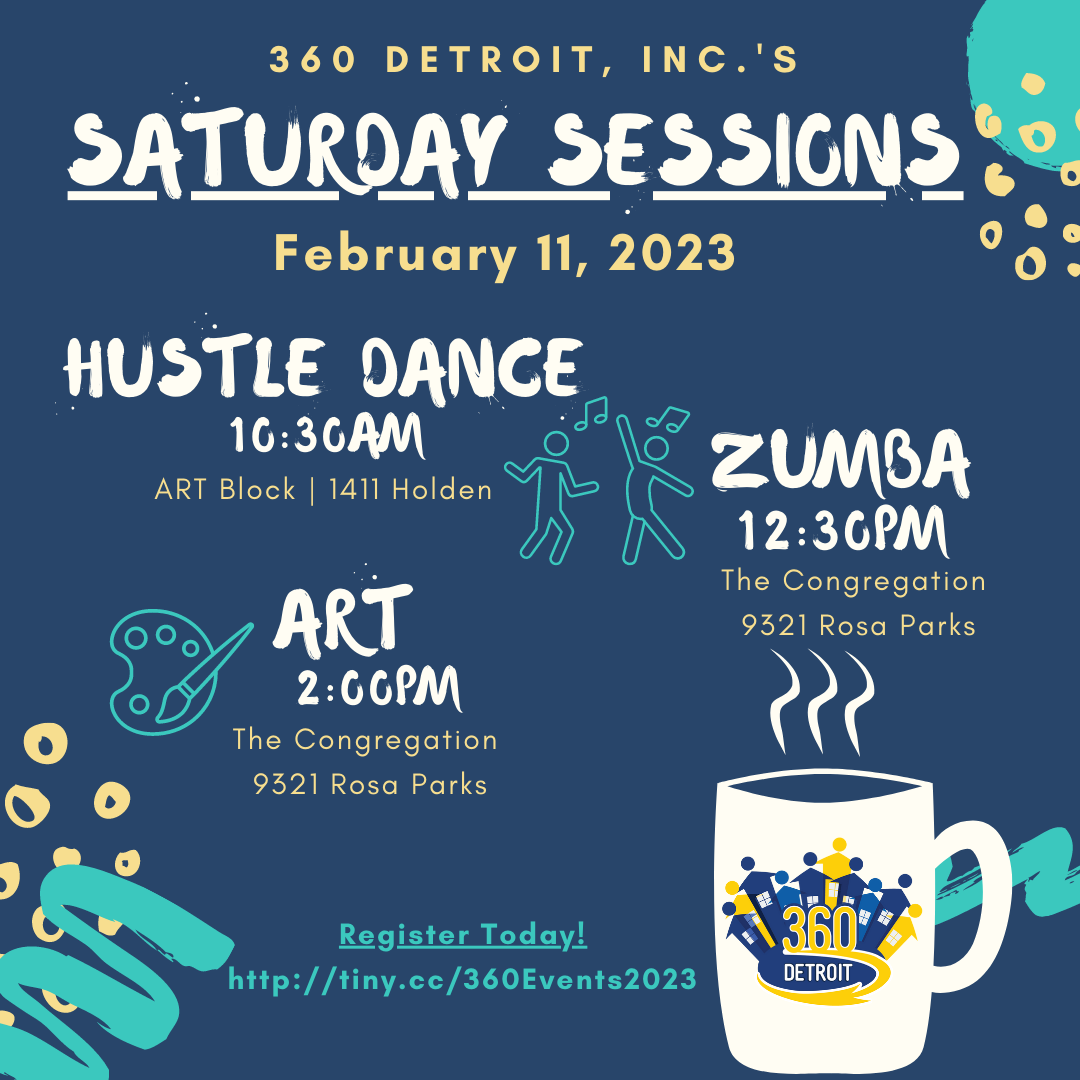 360 DETROIT, INC.'S
SATURDAY SESSIONS
February 11, 2023
HUSTLE DANCE
10:30AM
ART Block | 1411 Holden
ZUMBA
12:30PM
The Congregation
9321 Rosa Parks
ART
2:00PM
The Congregation
9321 Rosa Parks
Register Today!
http://tiny.cc/360Events2023
360
DETROIT